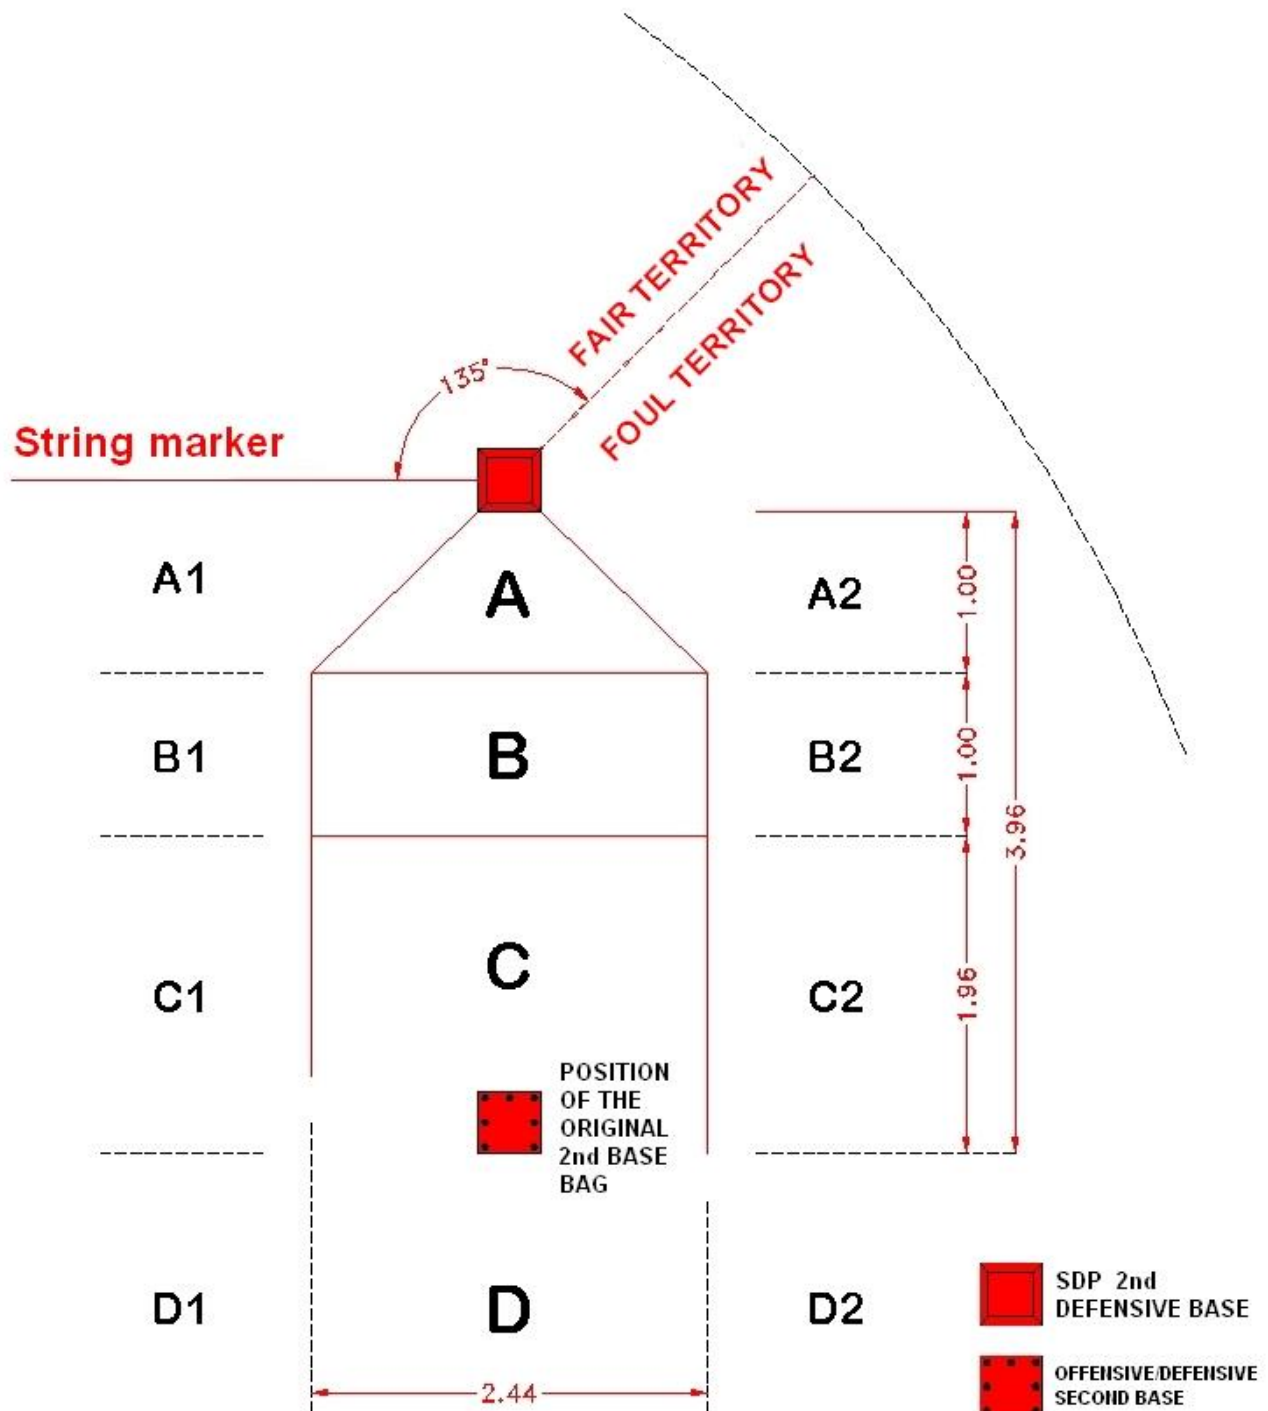 FAIR TERRITORY
FOUL TERRITORY
135°
String marker
A1
A
A2
1.00
B1
B
B2
1.00
3.96
C1
C
C2
1.96
POSITION
OF THE
ORIGINAL
2nd BASE
BAG
D1
D
D2
SDP 2nd
DEFENSIVE BASE
OFFENSIVE/DEFENSIVE
SECOND BASE
2.44